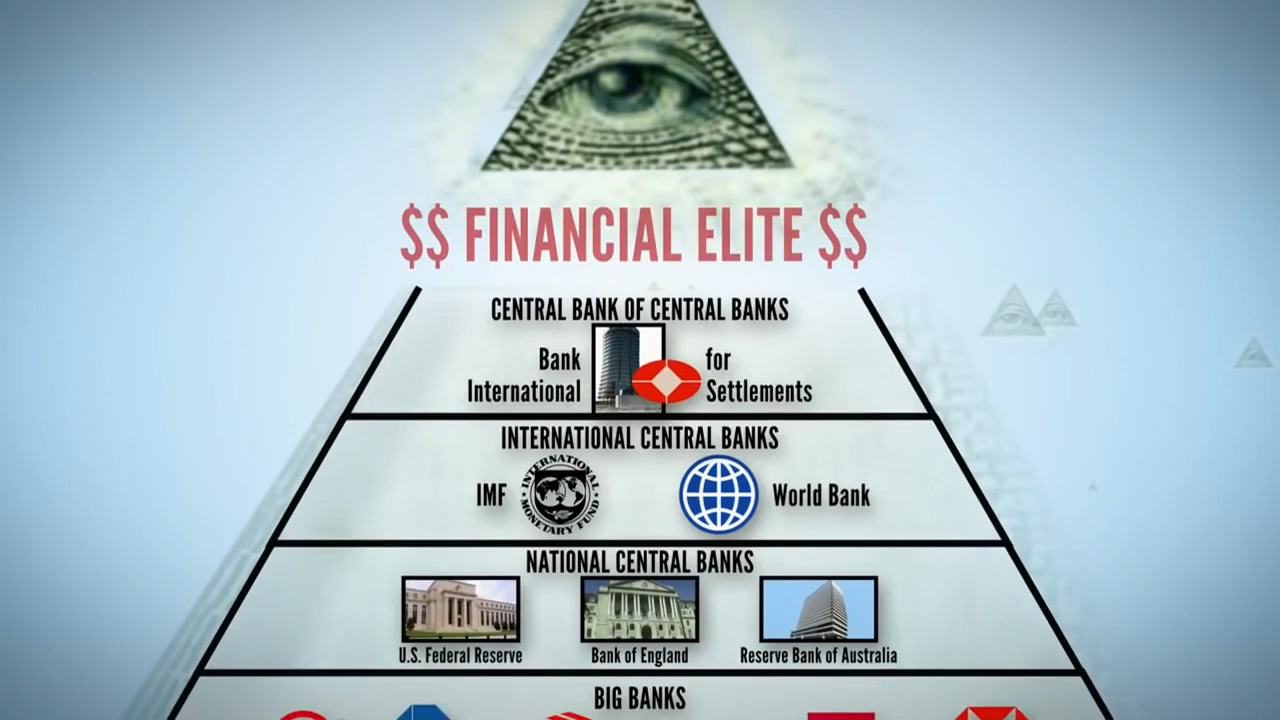 $$ FINANCIAL ELITE $$
CENTRAL BANK OF CENTRAL BANKS
Bank for
International Settlements
INTERNATIONAL CENTRAL BANKS
IMF
INTERNATIONAL
MONETARY FUND
World Bank
NATIONAL CENTRAL BANKS
U.S. Federal Reserve
Bank of England
Reserve Bank of Australia
BIG BANKS